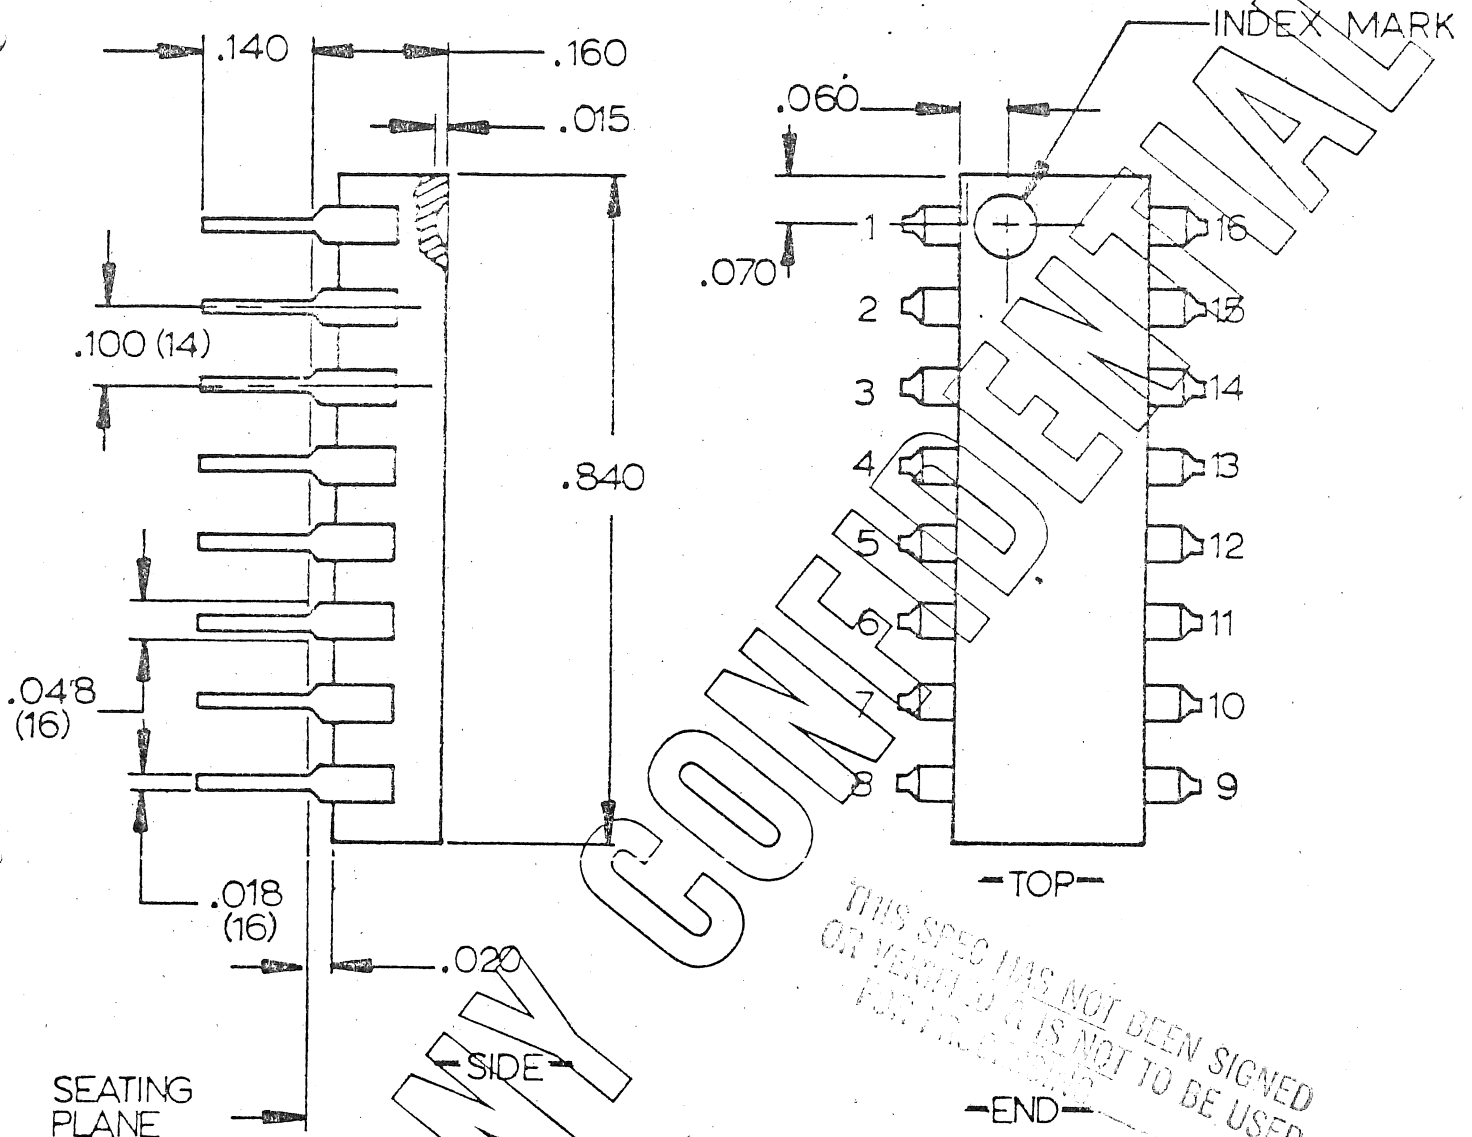 .140
.160
INDEX MARK
.060
.015
1
16
.070
2
15
.100 (14)
3
14
4
13
.840
5
12
6
11
.048
(16)
7
10
8
9
-TOP-
.018
(16)
.020
CONFIDENTIAL
THIS SPEC HAS NOT BEEN SIGNED
OR VERIFIED & IS NOT TO BE USED
FOR
-SIDE-
SEATING
PLANE
-END-